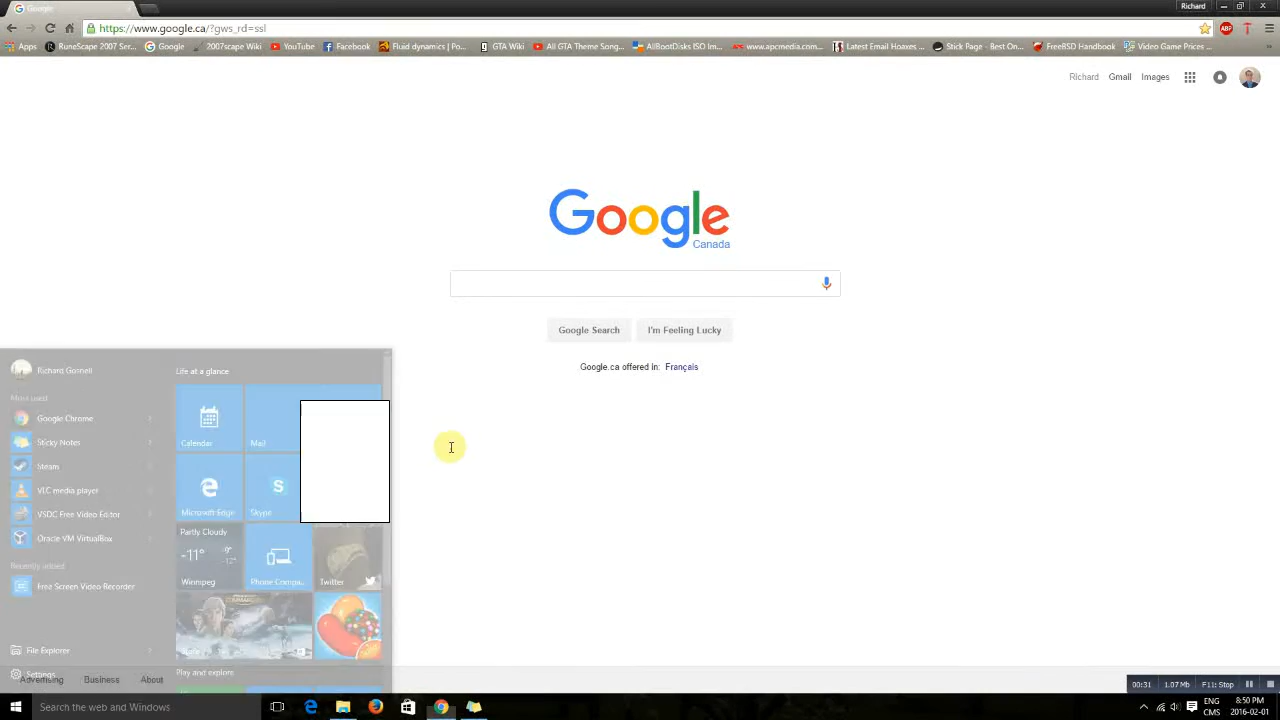 Google
Richard
https://www.google.ca/?gws_rd=ssl
Apps RuneScape 2007 Ser... Google 2007scape Wiki YouTube Facebook Fluid dynamics | Po... GTA Wiki All GTA Theme Song... AllBootDisks ISO Im... www.apcmedia.com... Latest Email Hoaxes ... Stick Page - Best On... FreeBSD Handbook Video Game Prices ... »
Richard Gmail Images
Google
Canada
Google Search I'm Feeling Lucky
Google.ca offered in: Français
Richard Gosnell
Most used
Google Chrome
Sticky Notes
Steam
VLC media player
VSDC Free Video Editor
Oracle VM VirtualBox
Recently added
Free Screen Video Recorder
File Explorer
Settings
Life at a glance
Calendar Mail
Microsoft Edge Skype
Partly Cloudy
-11° -9°
-12°
Winnipeg Phone Compa... Twitter
Play and explore
Advertising Business About
00:31 1.07 Mb F11: Stop
Search the web and Windows
ENG 8:50 PM
CMS 2016-02-01